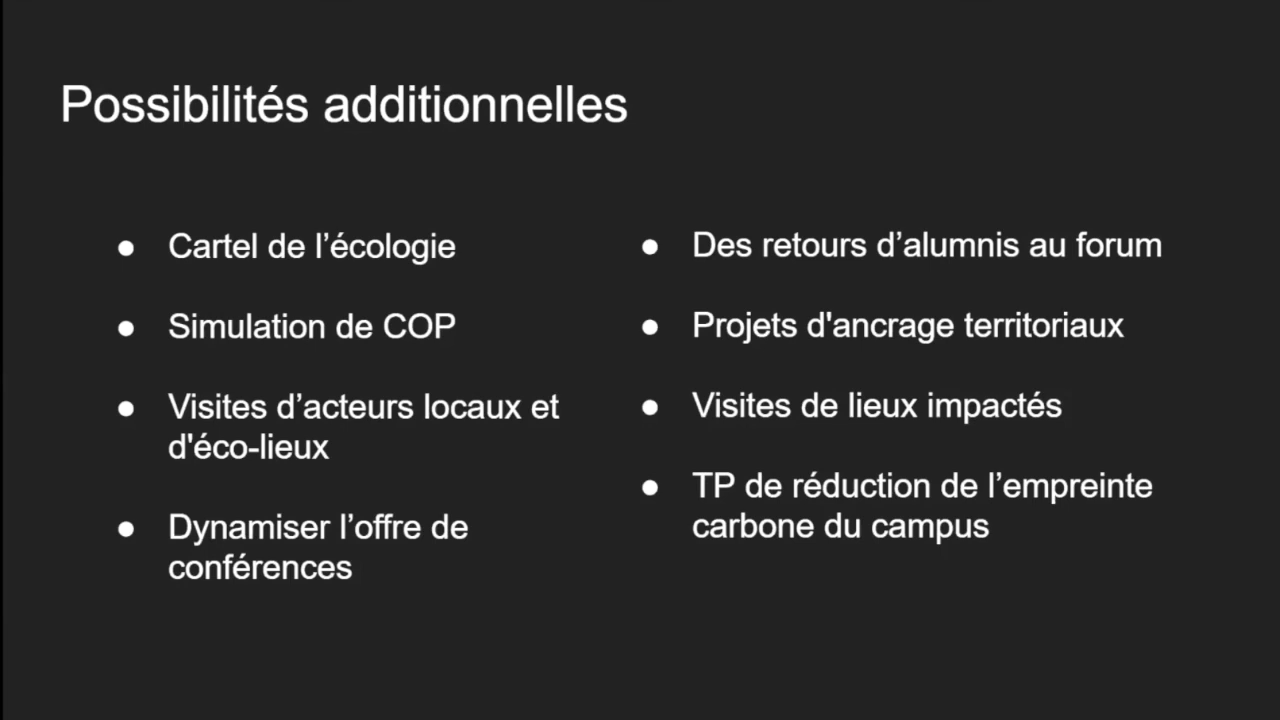 Possibilités additionnelles
● Cartel de l’écologie
● Simulation de COP
● Visites d’acteurs locaux et
d'éco-lieux
● Dynamiser l’offre de
conférences
● Des retours d’alumnis au forum
● Projets d'ancrage territoriaux
● Visites de lieux impactés
● TP de réduction de l’empreinte
carbone du campus